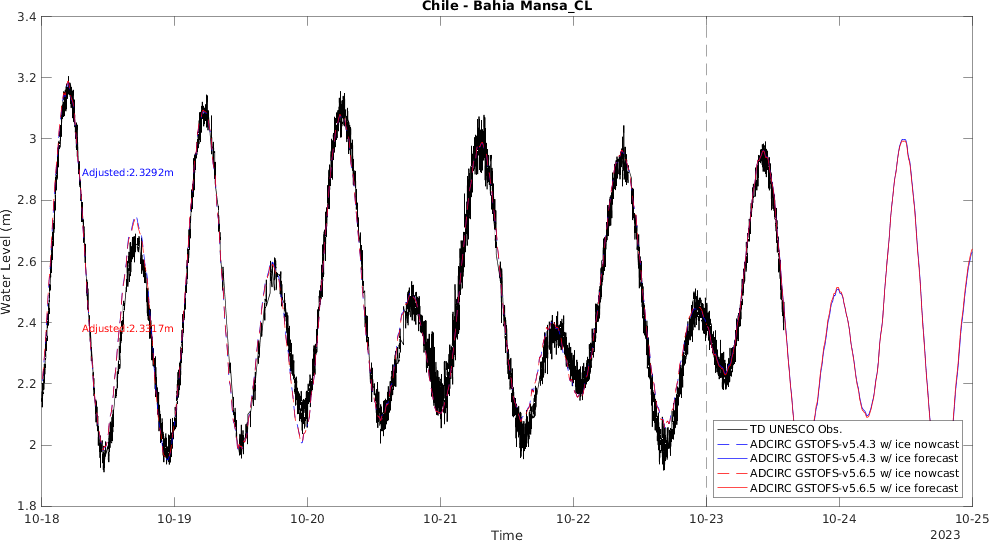 Chile - Bahia Mansa_CL
3.4
3.2
3
2.8
2.6
2.4
2.2
2
1.8
Water Level (m)
Adjusted:2.3292m
Adjusted:2.3317m
TD UNESCO Obs.
ADCIRC GSTOFS-v5.4.3 w/ ice nowcast
ADCIRC GSTOFS-v5.4.3 w/ ice forecast
ADCIRC GSTOFS-v5.6.5 w/ ice nowcast
ADCIRC GSTOFS-v5.6.5 w/ ice forecast
10-18 10-19 10-20 10-21 10-22 10-23 10-24 10-25
Time
2023